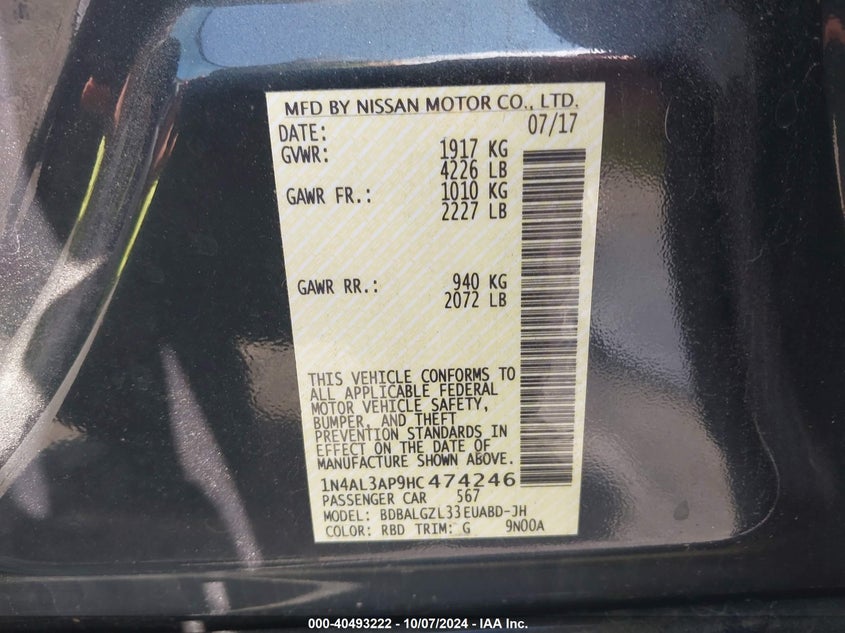 MFD BY NISSAN MOTOR CO., LTD.
DATE: 07/17
GVWR: 1917 KG
4226 LB
GAWR FR.: 1010 KG
2227 LB
GAWR RR.: 940 KG
2072 LB
THIS VEHICLE CONFORMS TO
ALL APPLICABLE FEDERAL
MOTOR VEHICLE SAFETY,
BUMPER, AND THEFT
PREVENTION STANDARDS IN
EFFECT ON THE DATE OF
MANUFACTURE SHOWN ABOVE.
1N4AL3AP9HC474246
PASSENGER CAR 567
MODEL: BDBALGZL33EUABD-JH
COLOR: RBD TRIM: G 9N00A
000-40493222 - 10/07/2024 - IAA Inc.